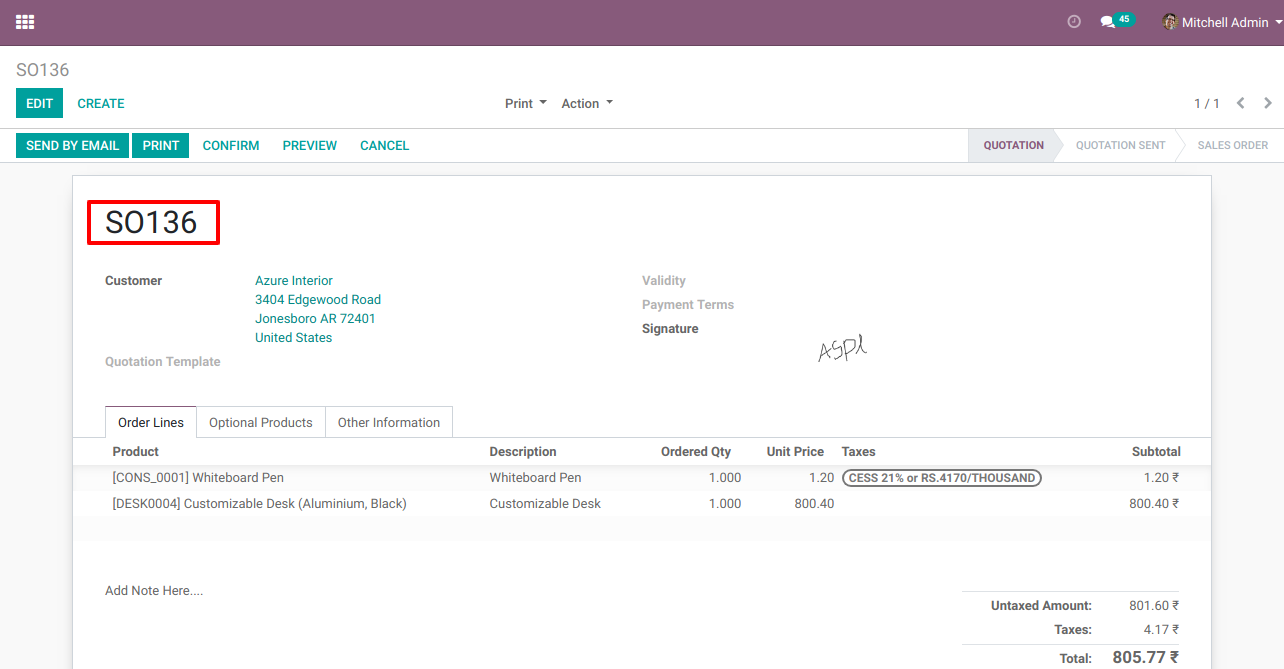 45 Mitchell Admin
SO136
EDIT CREATE Print Action 1 / 1
SEND BY EMAIL PRINT CONFIRM PREVIEW CANCEL QUOTATION QUOTATION SENT SALES ORDER
SO136
Customer Azure Interior Validity
3404 Edgewood Road Payment Terms
Jonesboro AR 72401 Signature
United States ASPl
Quotation Template
Order Lines Optional Products Other Information
Product Description Ordered Qty Unit Price Taxes Subtotal
[CONS_0001] Whiteboard Pen Whiteboard Pen 1.000 1.20 CESS 21% or RS.4170/THOUSAND 1.20 ₹
[DESK0004] Customizable Desk (Aluminium, Black) Customizable Desk 1.000 800.40 800.40 ₹
Add Note Here....
Untaxed Amount: 801.60 ₹
Taxes: 4.17 ₹
Total: 805.77 ₹